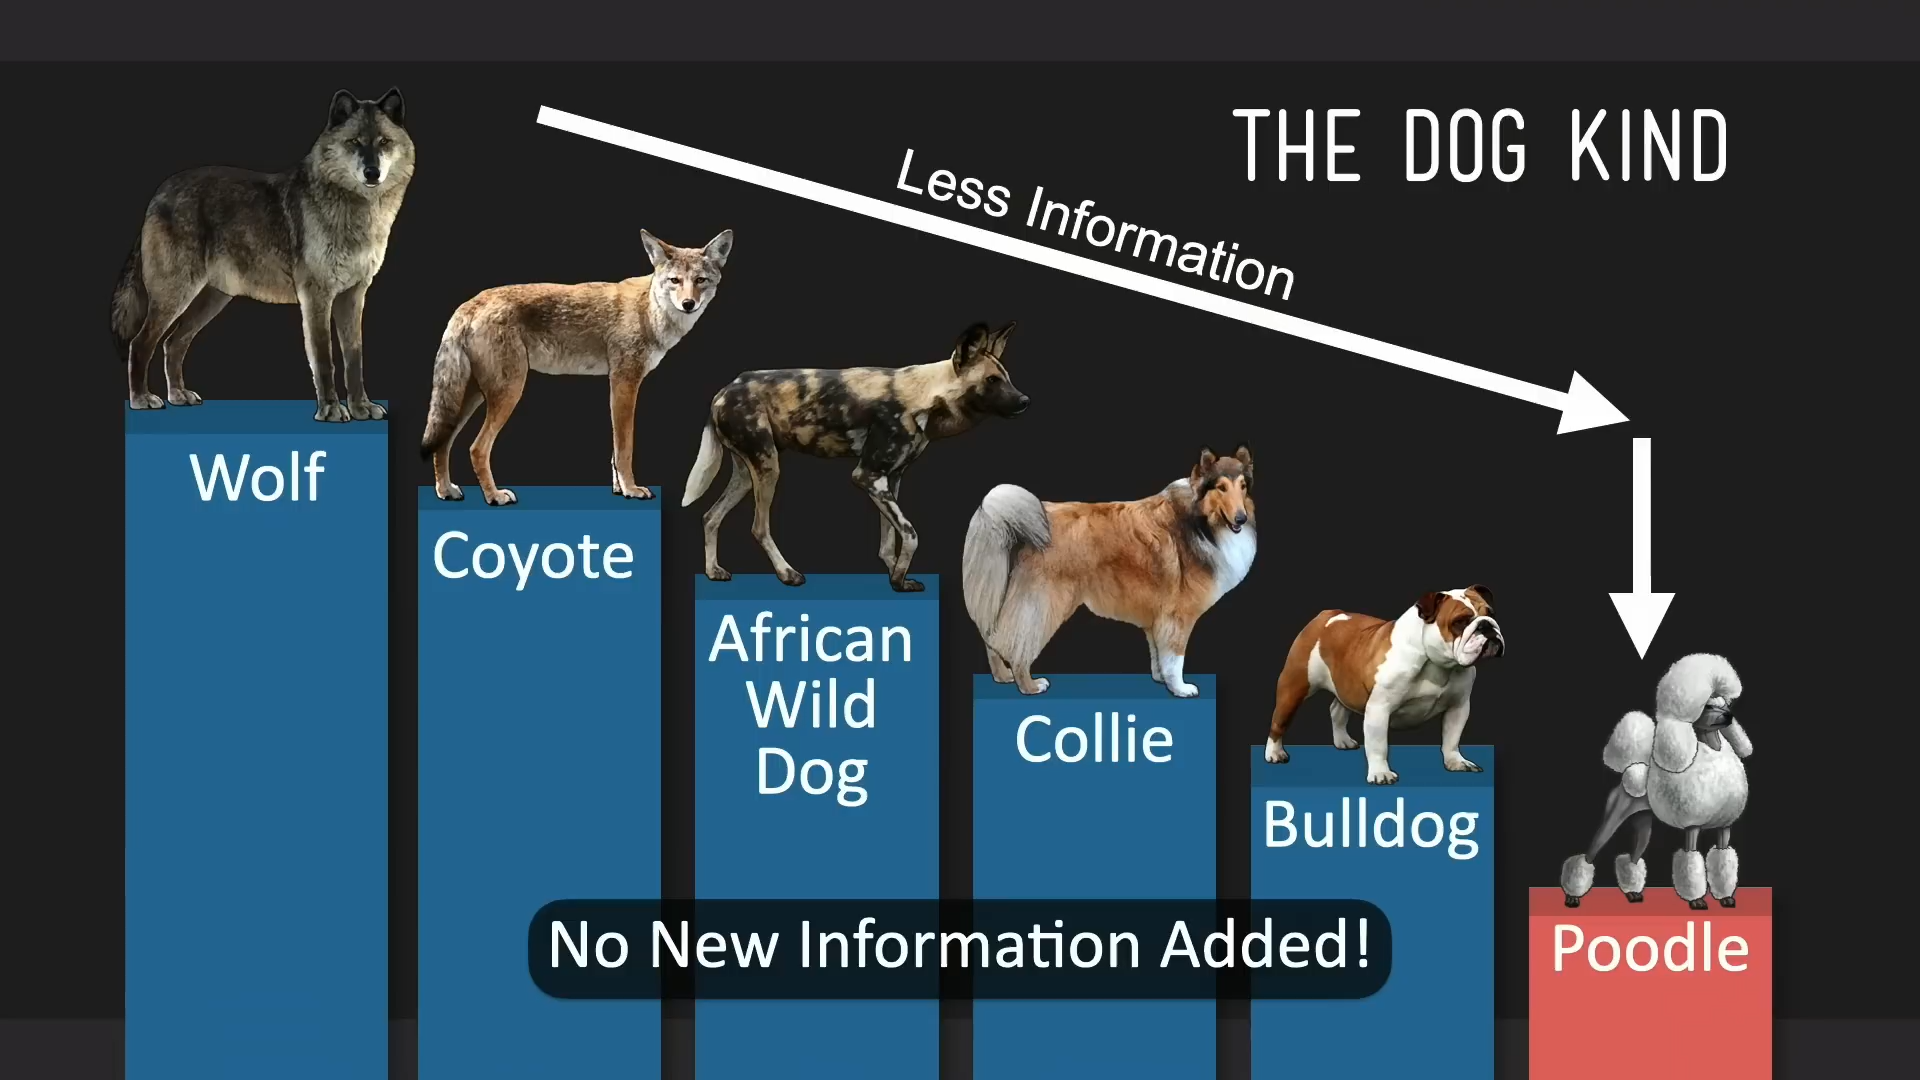 THE DOG KIND
Less Information
Wolf
Coyote
African
Wild
Dog
Collie
Bulldog
Poodle
No New Information Added!